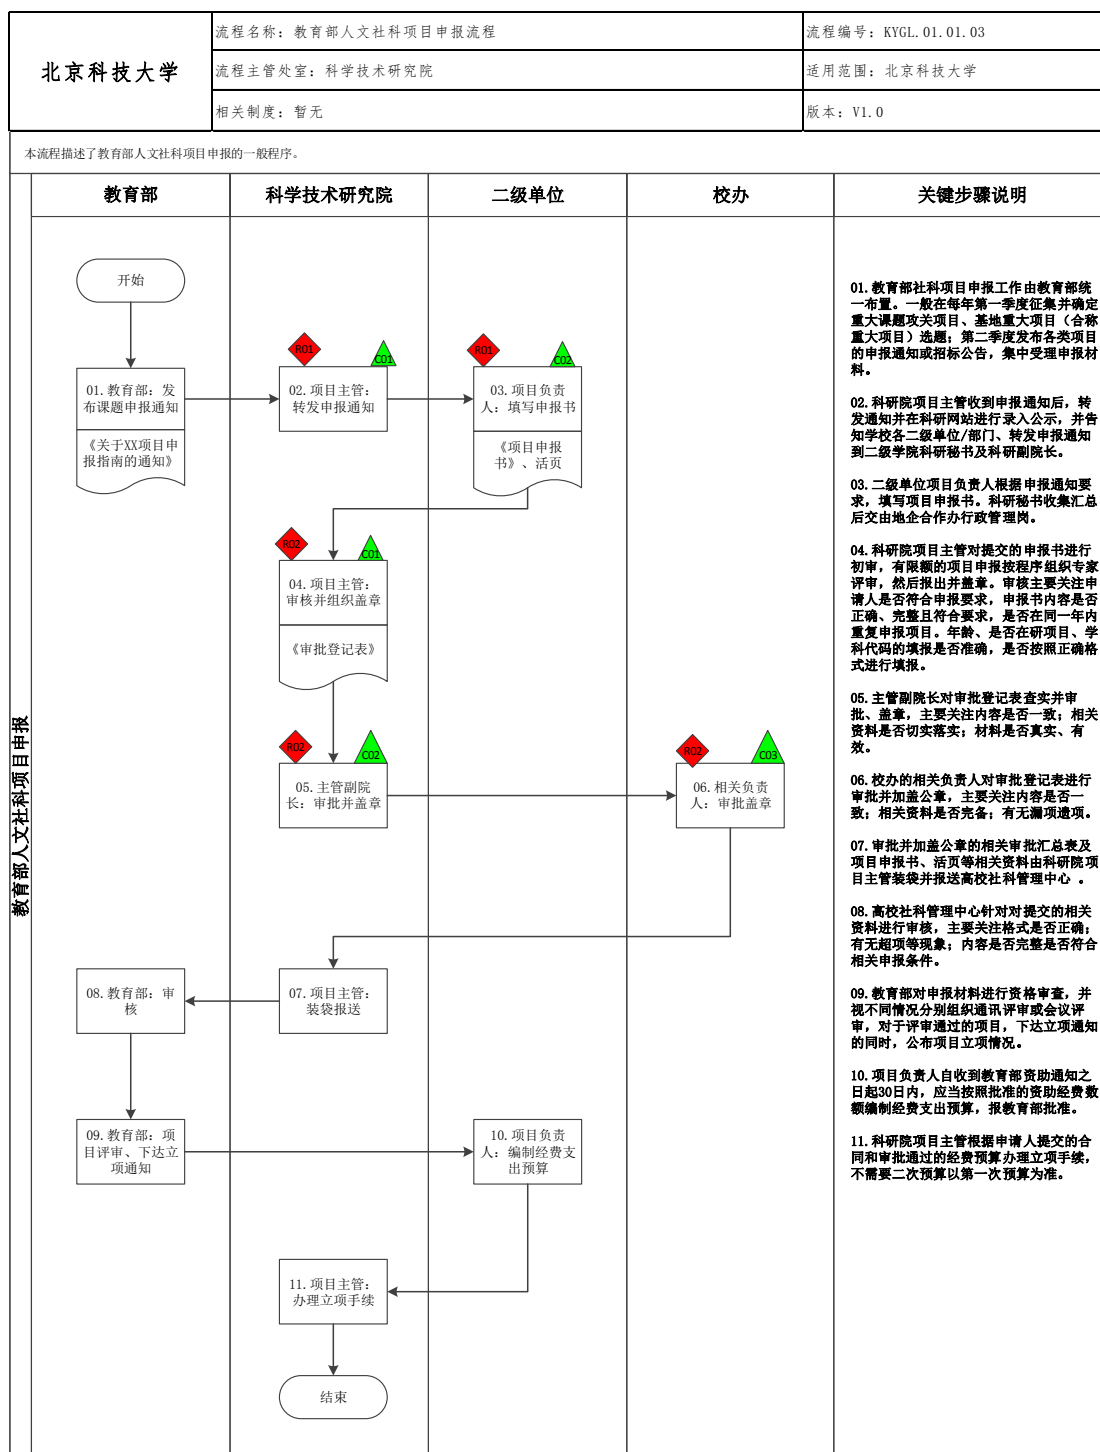 北京科技大学
流程名称：教育部人文社科项目申报流程
流程编号：KYGL.01.01.03
流程主管处室：科学技术研究院
适用范围：北京科技大学
相关制度：暂无
版本：V1.0
本流程描述了教育部人文社科项目申报的一般程序。
教育部人文社科项目申报
教育部
科学技术研究院
二级单位
校办
关键步骤说明
开始
R01
C01
R01
C02
01.教育部：发
布课题申报通知
《关于XX项目申
报指南的通知》
02.项目主管：
转发申报通知
03.项目负责
人：填写申报书
《项目申报
书》、活页
R02
C01
04.项目主管：
审核并组织盖章
《审批登记表》
R02
C02
05.主管副院
长：审批并盖章
R02
C03
06.相关负责
人：审批盖章
08.教育部：审
核
07.项目主管：
装袋报送
09.教育部：项
目评审、下达立
项通知
10.项目负责
人：编制经费支
出预算
11.项目主管：
办理立项手续
结束
01.教育部社科项目申报工作由教育部统
一布置。一般在每年第一季度征集并确定
重大课题攻关项目、基地重大项目（合称
重大项目）选题；第二季度发布各类项目
的申报通知或招标公告，集中受理申报材
料。
02.科研院项目主管收到申报通知后，转
发通知并在科研网站进行录入公示，并告
知学校各二级单位/部门、转发申报通知
到二级学院科研秘书及科研副院长。
03.二级单位项目负责人根据申报通知要
求，填写项目申报书。科研秘书收集汇总
后交由地企合作办行政管理岗。
04.科研院项目主管对提交的申报书进行
初审，有限额的项目申报按程序组织专家
评审，然后报出并盖章。审核主要关注申
请人是否符合申报要求，申报书内容是否
正确、完整且符合要求，是否在同一年内
重复申报项目。年龄、是否在研项目、学
科代码的填报是否准确，是否按照正确格
式进行填报。
05.主管副院长对审批登记表查实并审
批、盖章，主要关注内容是否一致；相关
资料是否切实落实；材料是否真实、有
效。
06.校办的相关负责人对审批登记表进行
审批并加盖公章，主要关注内容是否一
致；相关资料是否完备；有无漏项遗项。
07.审批并加盖公章的相关审批汇总表及
项目申报书、活页等相关资料由科研院项
目主管装袋并报送高校社科管理中心 。
08.高校社科管理中心针对对提交的相关
资料进行审核，主要关注格式是否正确；
有无超项等现象；内容是否完整是否符合
相关申报条件。
09.教育部对申报材料进行资格审查，并
视不同情况分别组织通讯评审或会议评
审，对于评审通过的项目，下达立项通知
的同时，公布项目立项情况。
10.项目负责人自收到教育部资助通知之
日起30日内，应当按照批准的资助经费数
额编制经费支出预算，报教育部批准。
11.科研院项目主管根据申请人提交的合
同和审批通过的经费预算办理立项手续，
不需要二次预算以第一次预算为准。